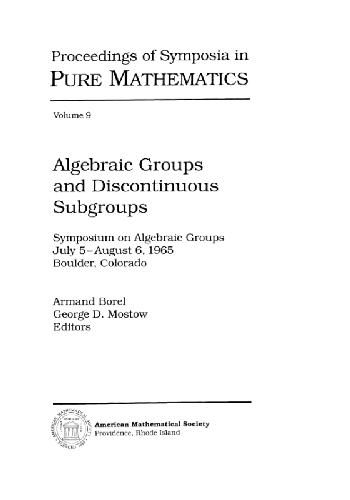 Proceedings of Symposia in
PURE MATHEMATICS
Volume 9
Algebraic Groups
and Discontinuous
Subgroups
Symposium on Algebraic Groups
July 5–August 6, 1965
Boulder, Colorado
Armand Borel
George D. Mostow
Editors
American Mathematical Society
Providence, Rhode Island